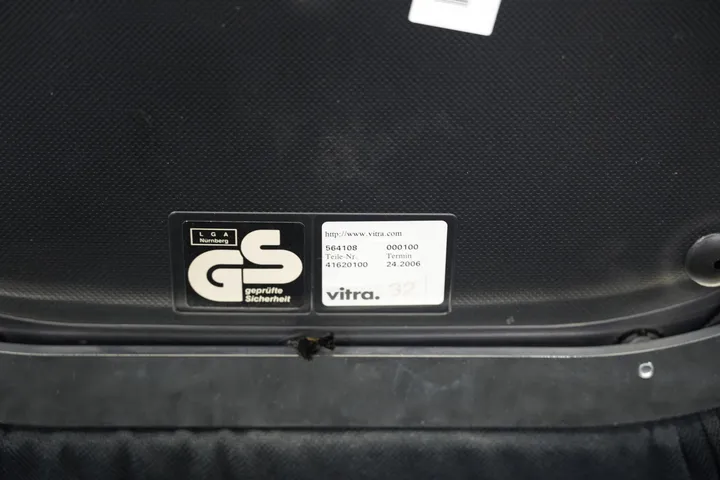 L G A
Nürnberg
GS
geprüfte
Sicherheit
http://www.vitra.com
564108 000100
Teile-Nr. Termin
41620100 24.2006
vitra. 32